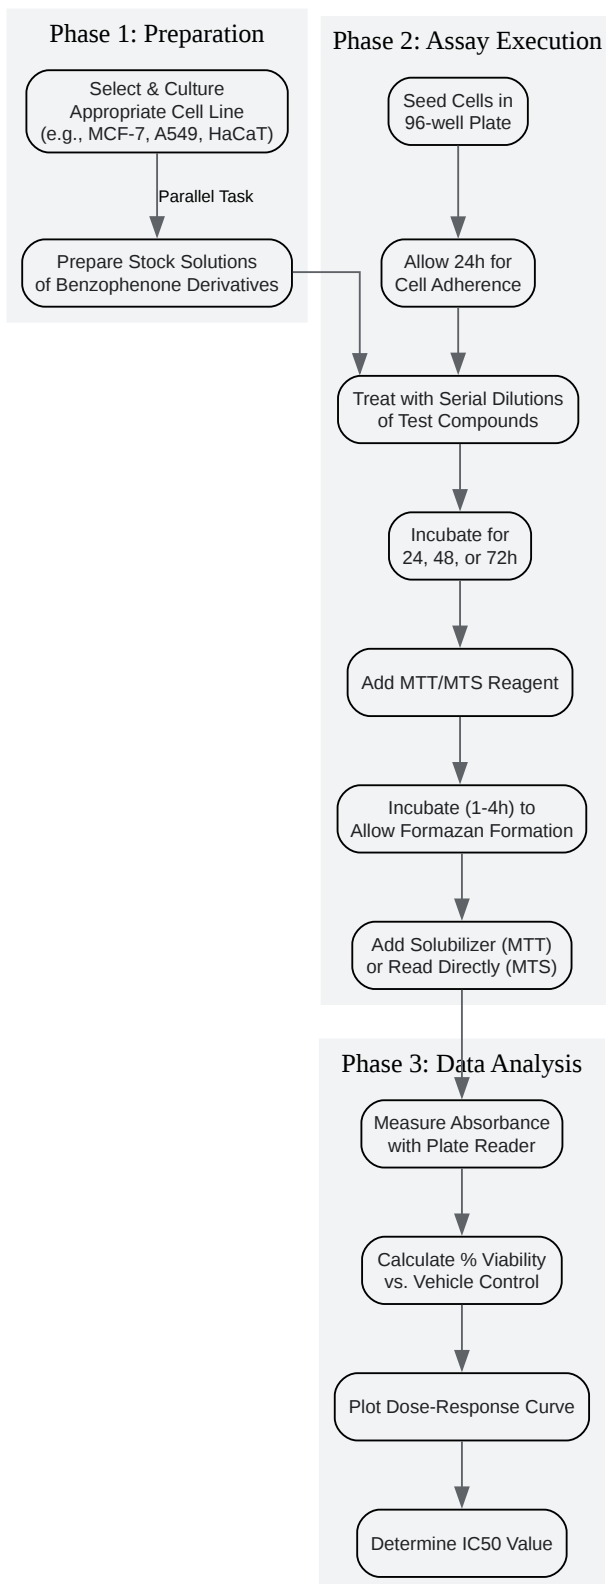 Phase 1: Preparation
Select & Culture
Appropriate Cell Line
(e.g., MCF-7, A549, HaCaT)
Parallel Task
Prepare Stock Solutions
of Benzophenone Derivatives
Phase 2: Assay Execution
Seed Cells in
96-well Plate
Allow 24h for
Cell Adherence
Treat with Serial Dilutions
of Test Compounds
Incubate for
24, 48, or 72h
Add MTT/MTS Reagent
Incubate (1-4h) to
Allow Formazan Formation
Add Solubilizer (MTT)
or Read Directly (MTS)
Phase 3: Data Analysis
Measure Absorbance
with Plate Reader
Calculate % Viability
vs. Vehicle Control
Plot Dose-Response Curve
Determine IC50 Value